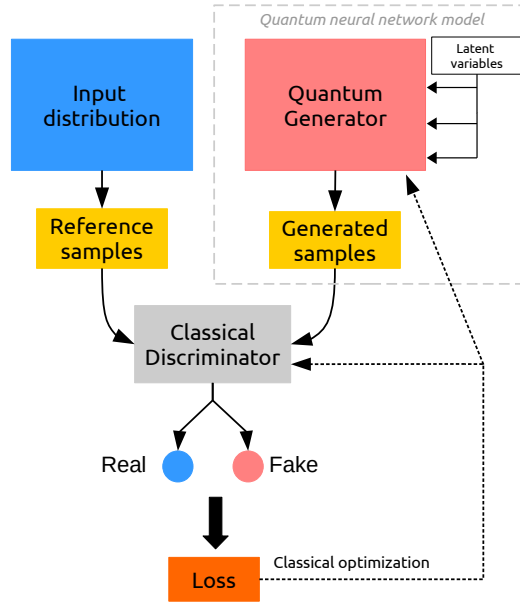 Quantum neural network model
Input
distribution
Quantum
Generator
Latent
variables
Reference
samples
Generated
samples
Classical
Discriminator
Real
Fake
Loss
Classical optimization